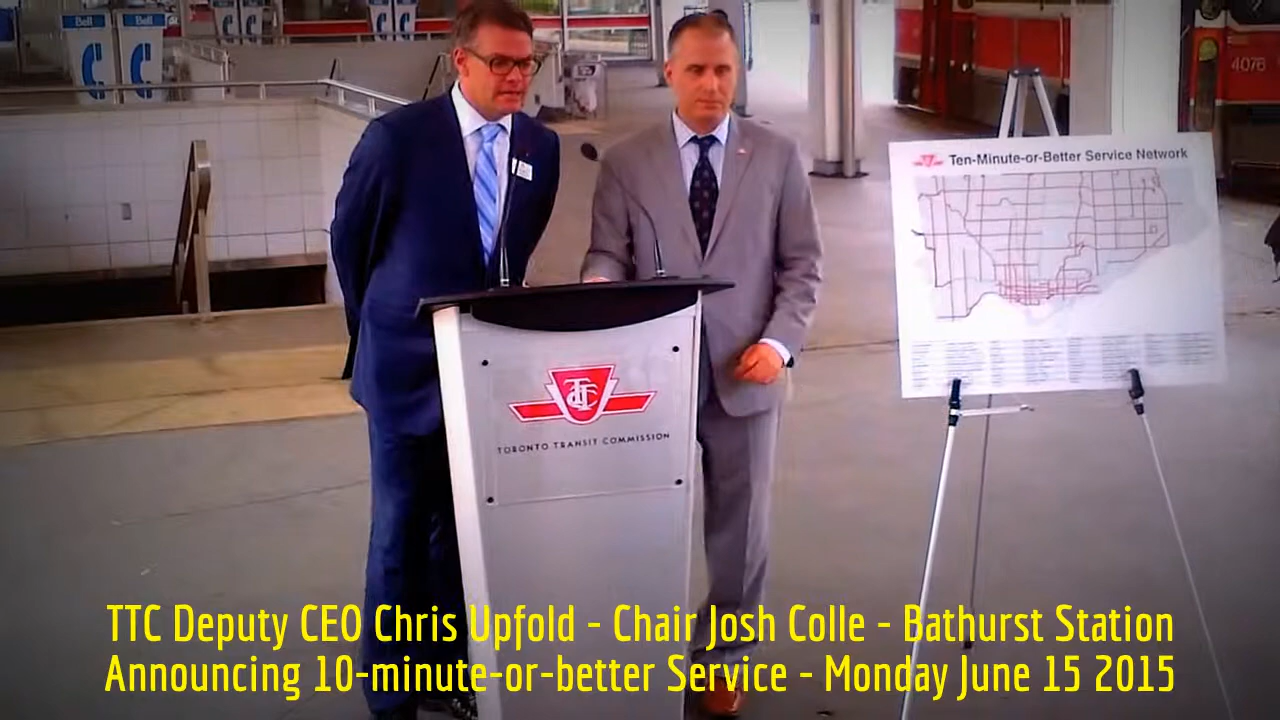 Bell
Bell
4076
Ten-Minute-or-Better Service Network
TTC
TORONTO TRANSIT COMMISSION
TTC Deputy CEO Chris Upfold - Chair Josh Colle - Bathurst Station
Announcing 10-minute-or-better Service - Monday June 15 2015